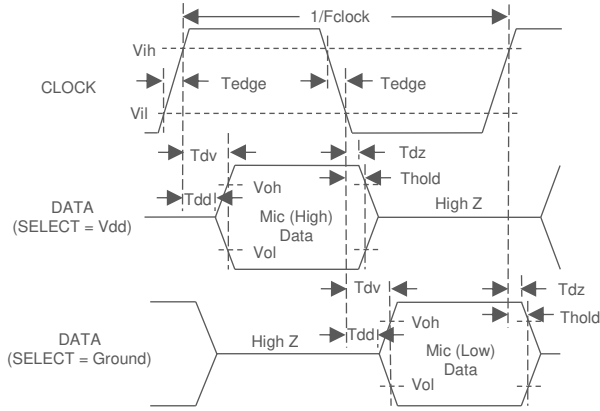 1/Fclock
Vih
CLOCK
Tedge
Tedge
Vil
Tdv
Tdz
Tdd
Voh
Thold
DATA
(SELECT = Vdd)
Mic (High)
Data
High Z
Vol
Tdv
Tdz
DATA
(SELECT = Ground)
High Z
Tdd
Voh
Thold
Mic (Low)
Data
Vol